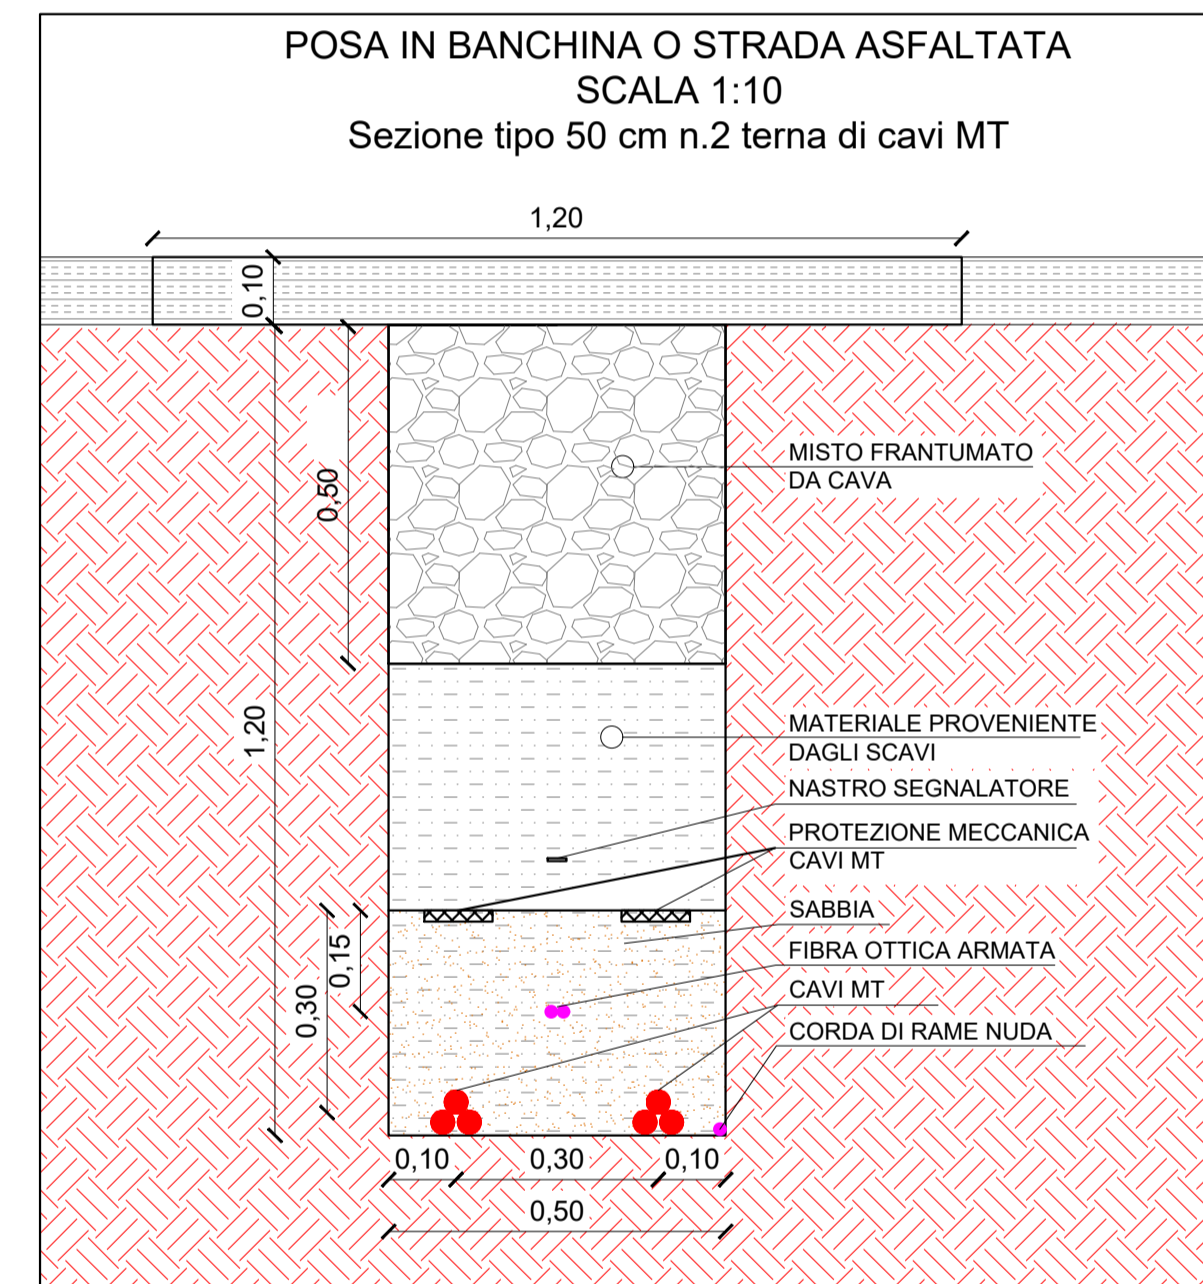 POSA IN BANCHINA O STRADA ASFALTATA
SCALA 1:10
Sezione tipo 50 cm n.2 terna di cavi MT
1,20
0,10
0,50
MISTO FRANTUMATO
DA CAVA
1,20
MATERIALE PROVENIENTE
DAGLI SCAVI
NASTRO SEGNALATORE
PROTEZIONE MECCANICA
CAVI MT
SABBIA
0,15
FIBRA OTTICA ARMATA
0,30
CAVI MT
CORDA DI RAME NUDA
0,10 0,30 0,10
0,50